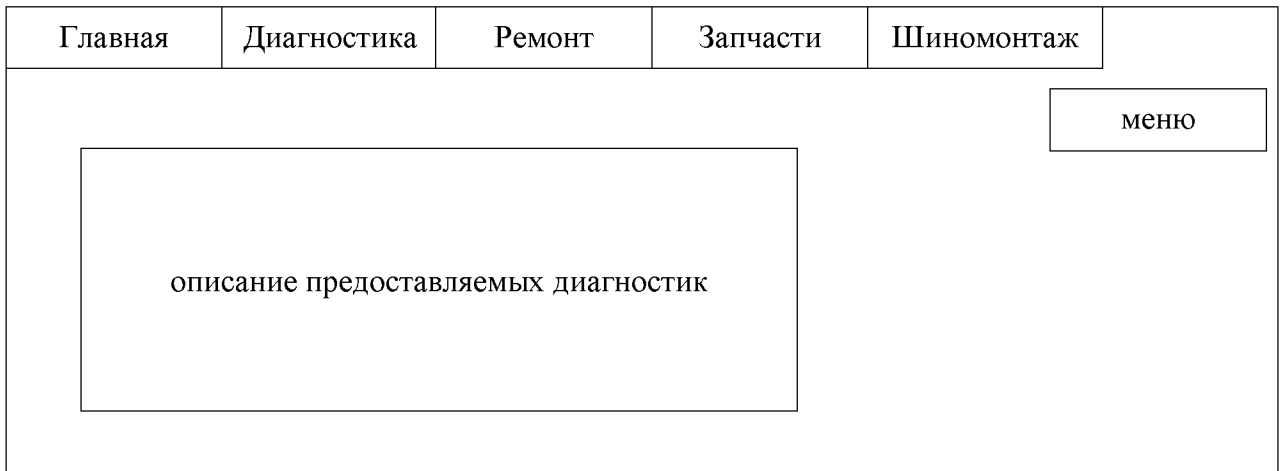 Главная Диагностика Ремонт Запчасти Шиномонтаж
меню
описание предоставляемых диагностик